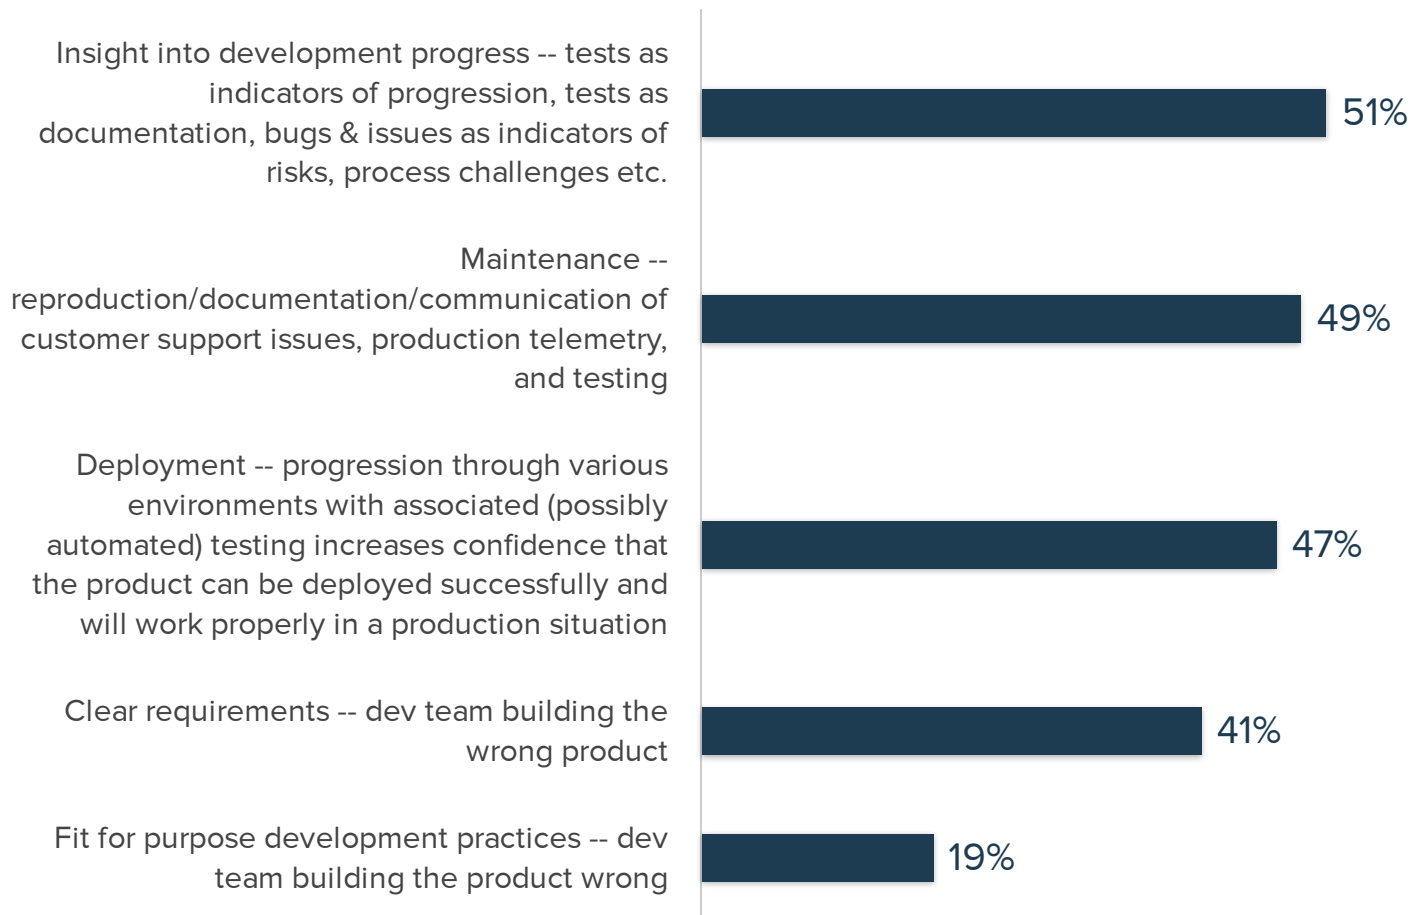 Insight into development progress -- tests as
indicators of progression, tests as
documentation, bugs & issues as indicators of
risks, process challenges etc.
51%
Maintenance --
reproduction/documentation/communication of
customer support issues, production telemetry,
and testing
49%
Deployment -- progression through various
environments with associated (possibly
automated) testing increases confidence that
the product can be deployed successfully and
will work properly in a production situation
47%
Clear requirements -- dev team building the
wrong product
41%
Fit for purpose development practices -- dev
team building the product wrong
19%